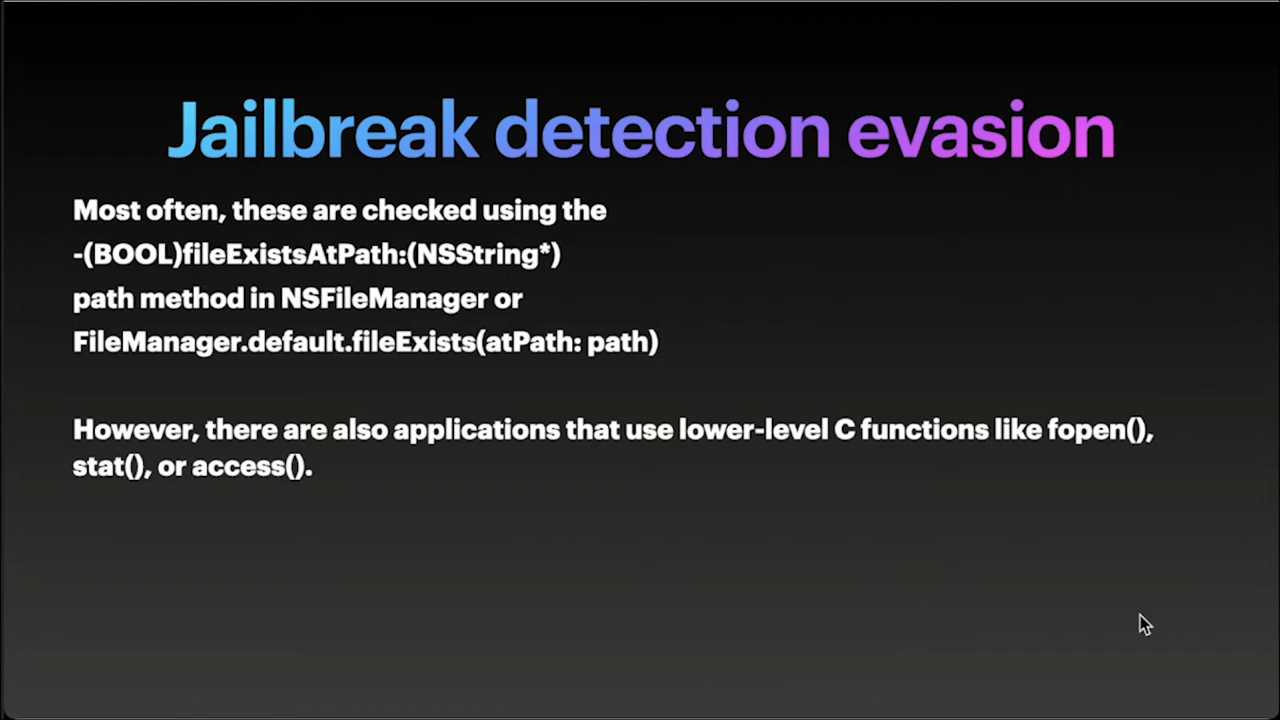 Jailbreak detection evasion
Most often, these are checked using the
-(BOOL)fileExistsAtPath:(NSString*)
path method in NSFileManager or
FileManager.default.fileExists(atPath: path)
However, there are also applications that use lower-level C functions like fopen(),
stat(), or access().